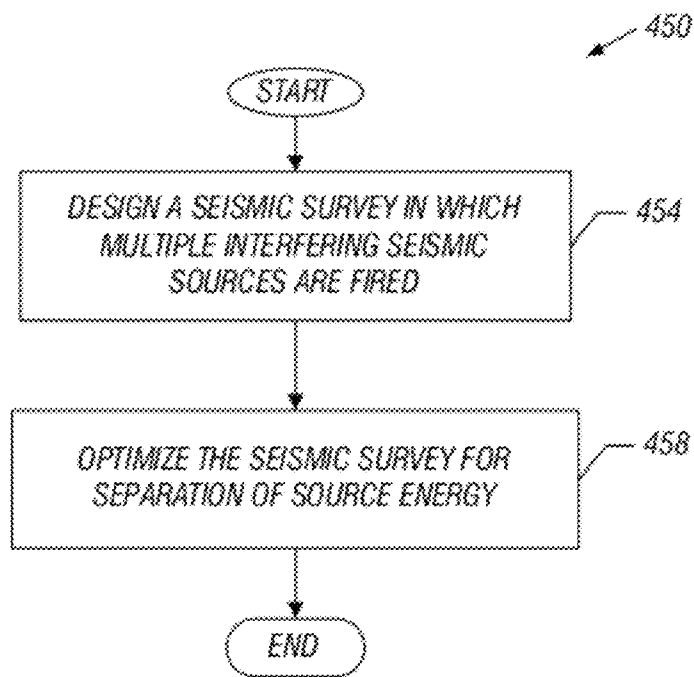 450
START
DESIGN A SEISMIC SURVEY IN WHICH
MULTIPLE INTERFERING SEISMIC
SOURCES ARE FIRED
454
OPTIMIZE THE SEISMIC SURVEY FOR
SEPARATION OF SOURCE ENERGY
458
END